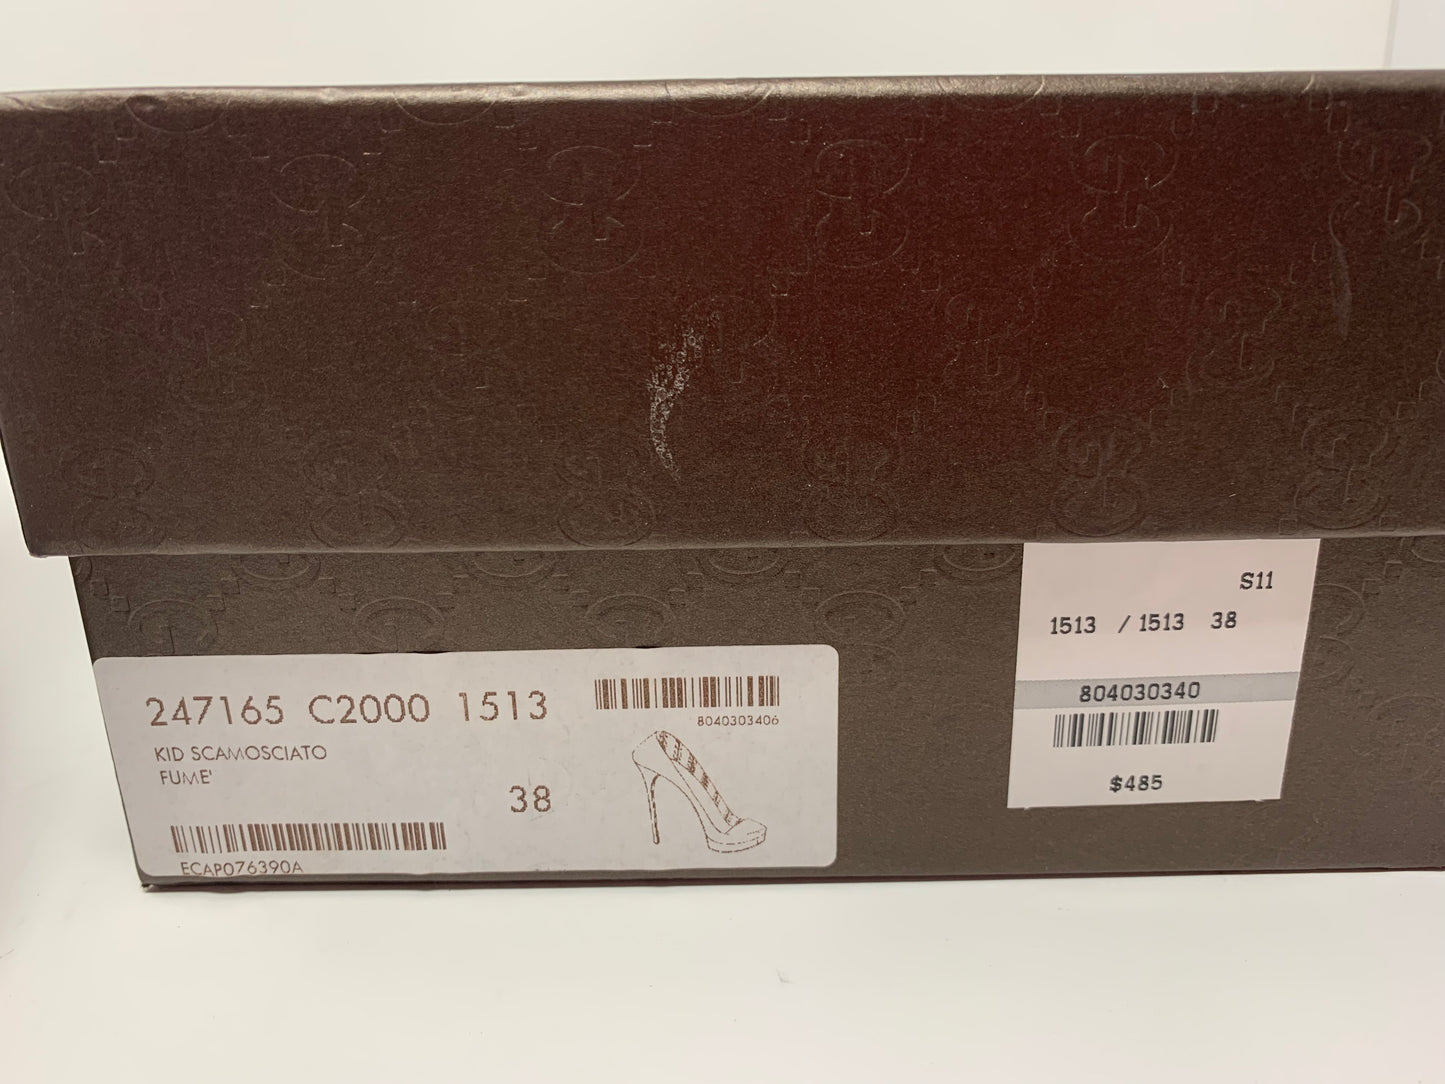 247165 C2000 1513
8040303406
KID SCAMOSCIATO
FUME'
38
ECAP076390A
S11
1513 / 1513 38
804030340
$485